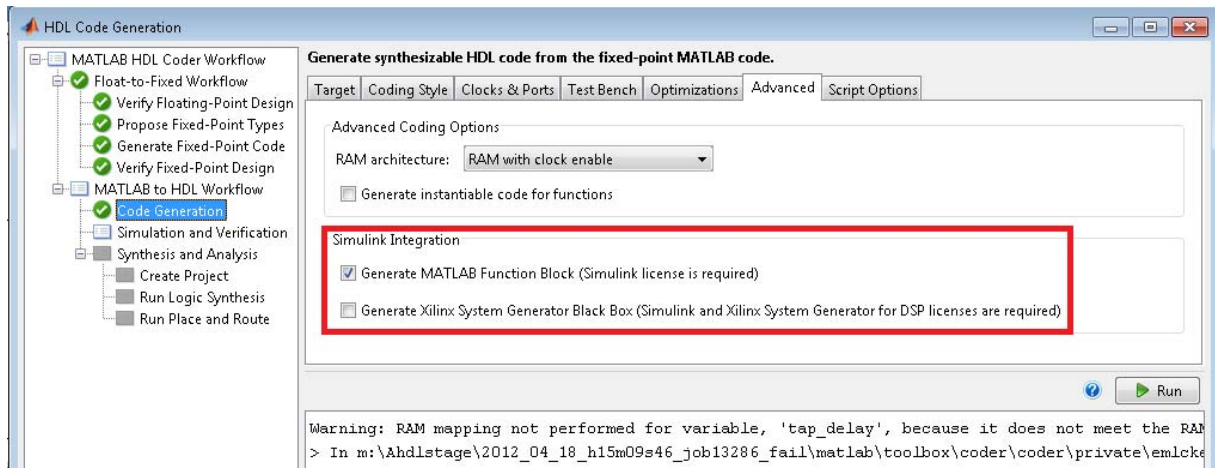 HDL Code Generation
MATLAB HDL Coder Workflow
Float-to-Fixed Workflow
Verify Floating-Point Design
Propose Fixed-Point Types
Generate Fixed-Point Code
Verify Fixed-Point Design
MATLAB to HDL Workflow
Code Generation
Simulation and Verification
Synthesis and Analysis
Create Project
Run Logic Synthesis
Run Place and Route
Generate synthesizable HDL code from the fixed-point MATLAB code.
Target Coding Style Clocks & Ports Test Bench Optimizations Advanced Script Options
Advanced Coding Options
RAM architecture: RAM with clock enable
Generate instantiable code for functions
Simulink Integration
Generate MATLAB Function Block (Simulink license is required)
Generate Xilinx System Generator Black Box (Simulink and Xilinx System Generator for DSP licenses are required)
Run
Warning: RAM mapping not performed for variable, 'tap_delay', because it does not meet the RAM
> In m:\Ahdlstage\2012_04_18_h15m09s46_job13286_fail\matlab\toolbox\coder\coder\private\emlcke